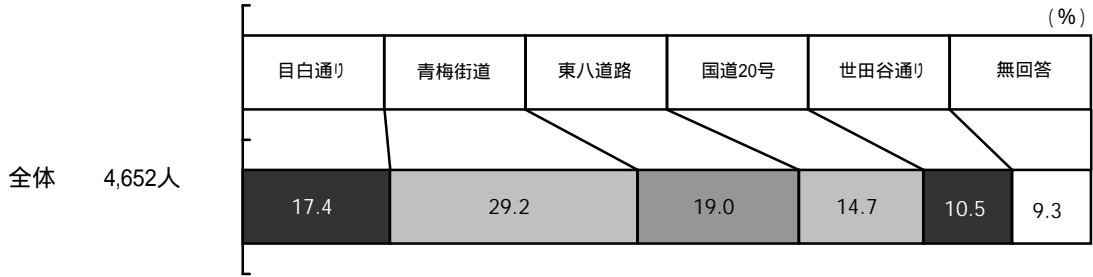 (%)
目白通り 青梅街道 東八道路 国道20号 世田谷通り 無回答
全体 4,652人 17.4 29.2 19.0 14.7 10.5 9.3